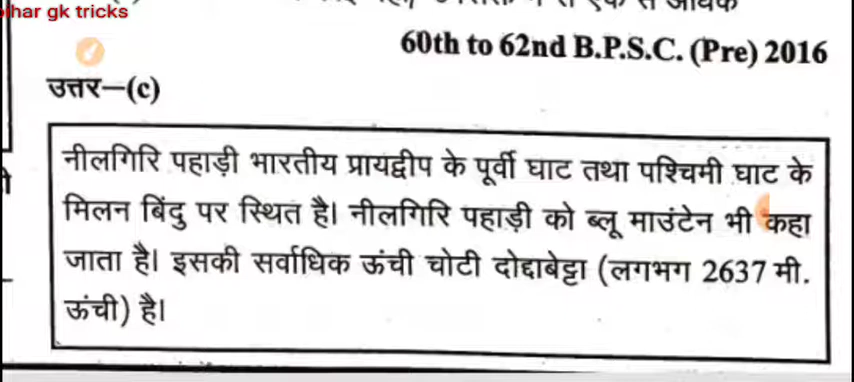 bihar gk tricks
60th to 62nd B.P.S.C. (Pre) 2016
उत्तर—(c)
नीलगिरि पहाड़ी भारतीय प्रायद्वीप के पूर्वी घाट तथा पश्चिमी घाट के
मिलन बिंदु पर स्थित है। नीलगिरि पहाड़ी को ब्लू माउंटेन भी कहा
जाता है। इसकी सर्वाधिक ऊंची चोटी दोद्दाबेट्टा (लगभग 2637 मी.
ऊंची) है।